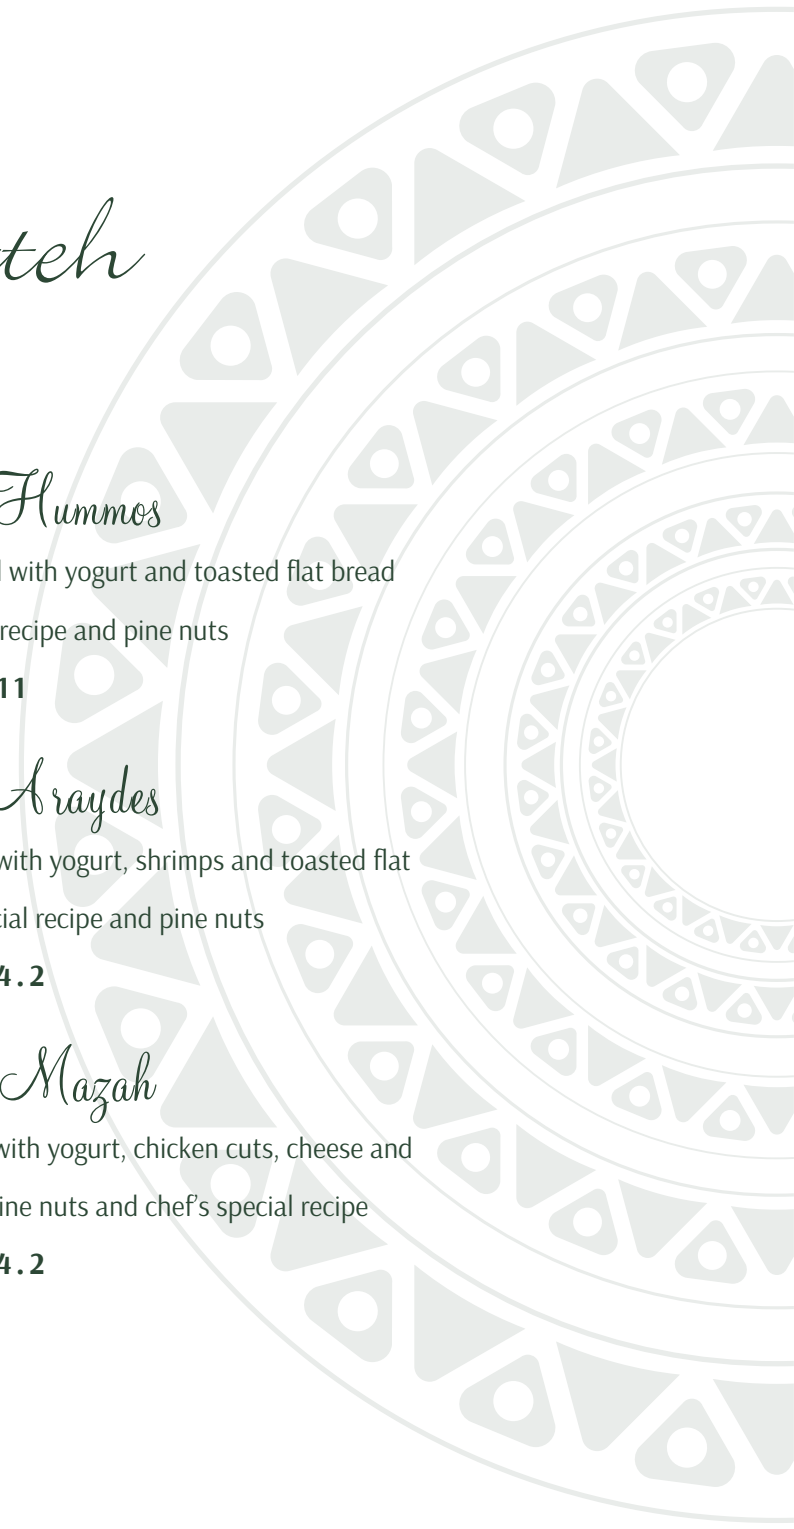 teh
Hummos
with yogurt and toasted flat bread
recipe and pine nuts
11
Araydes
with yogurt, shrimps and toasted flat
cial recipe and pine nuts
4.2
Mazah
with yogurt, chicken cuts, cheese and
ine nuts and chef’s special recipe
4.2